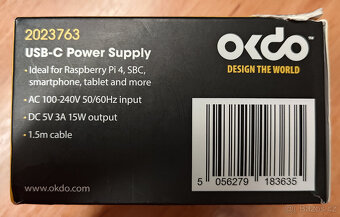 2023763
USB-C Power Supply
• Ideal for Raspberry Pi 4, SBC,
smartphone, tablet and more
• AC 100-240V 50/60Hz input
• DC 5V 3A 15W output
• 1.5m cable
www.okdo.com
okdo™
DESIGN THE WORLD
5 056279 183635